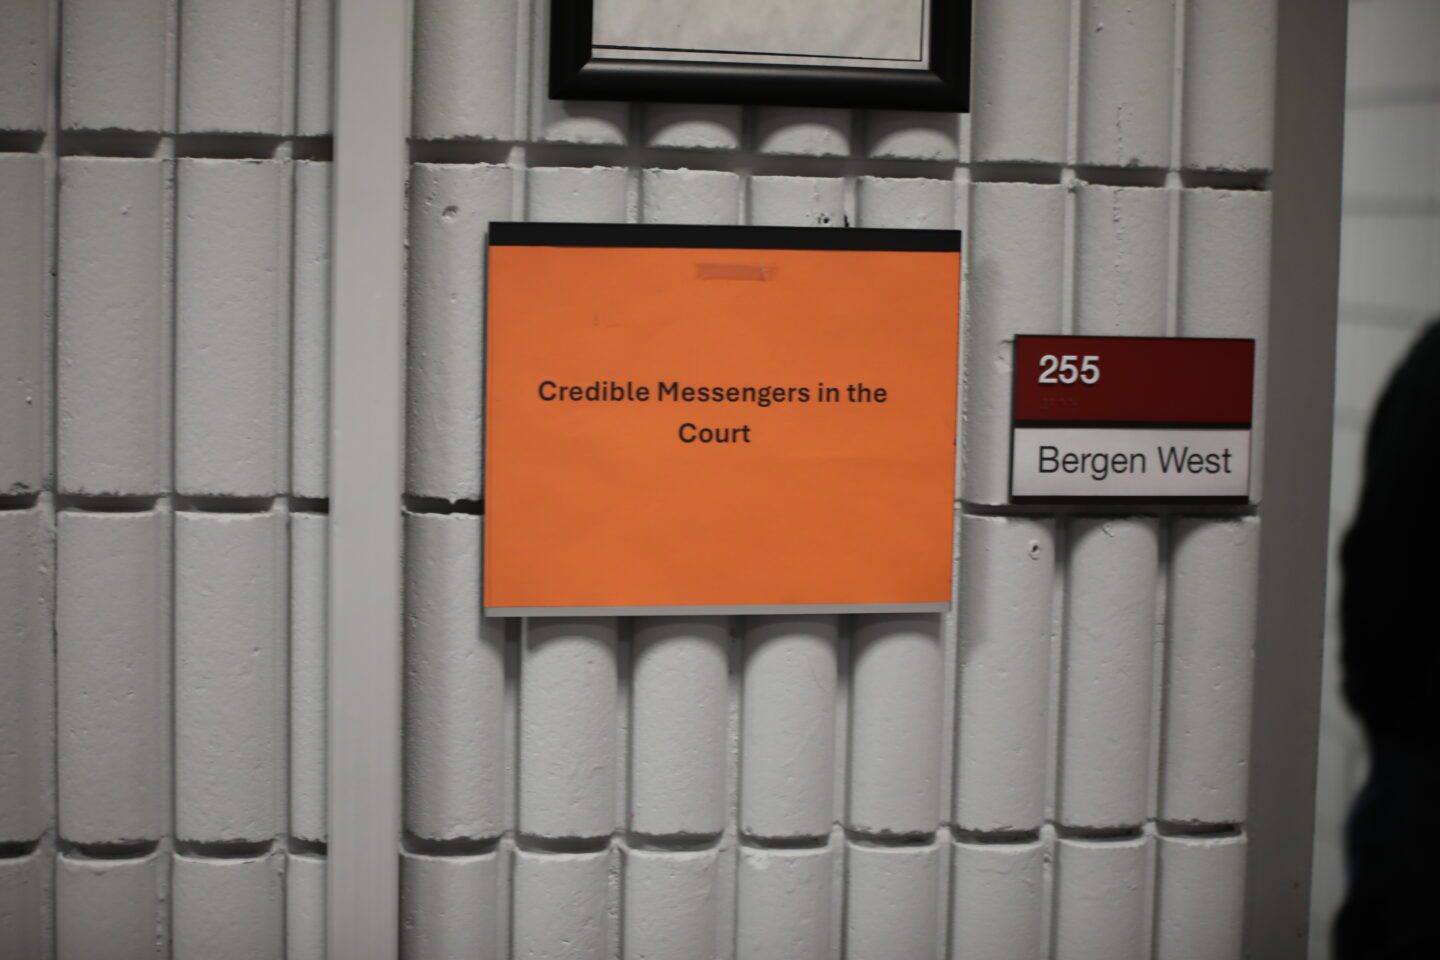 Credible Messengers in the
Court
255
Bergen West